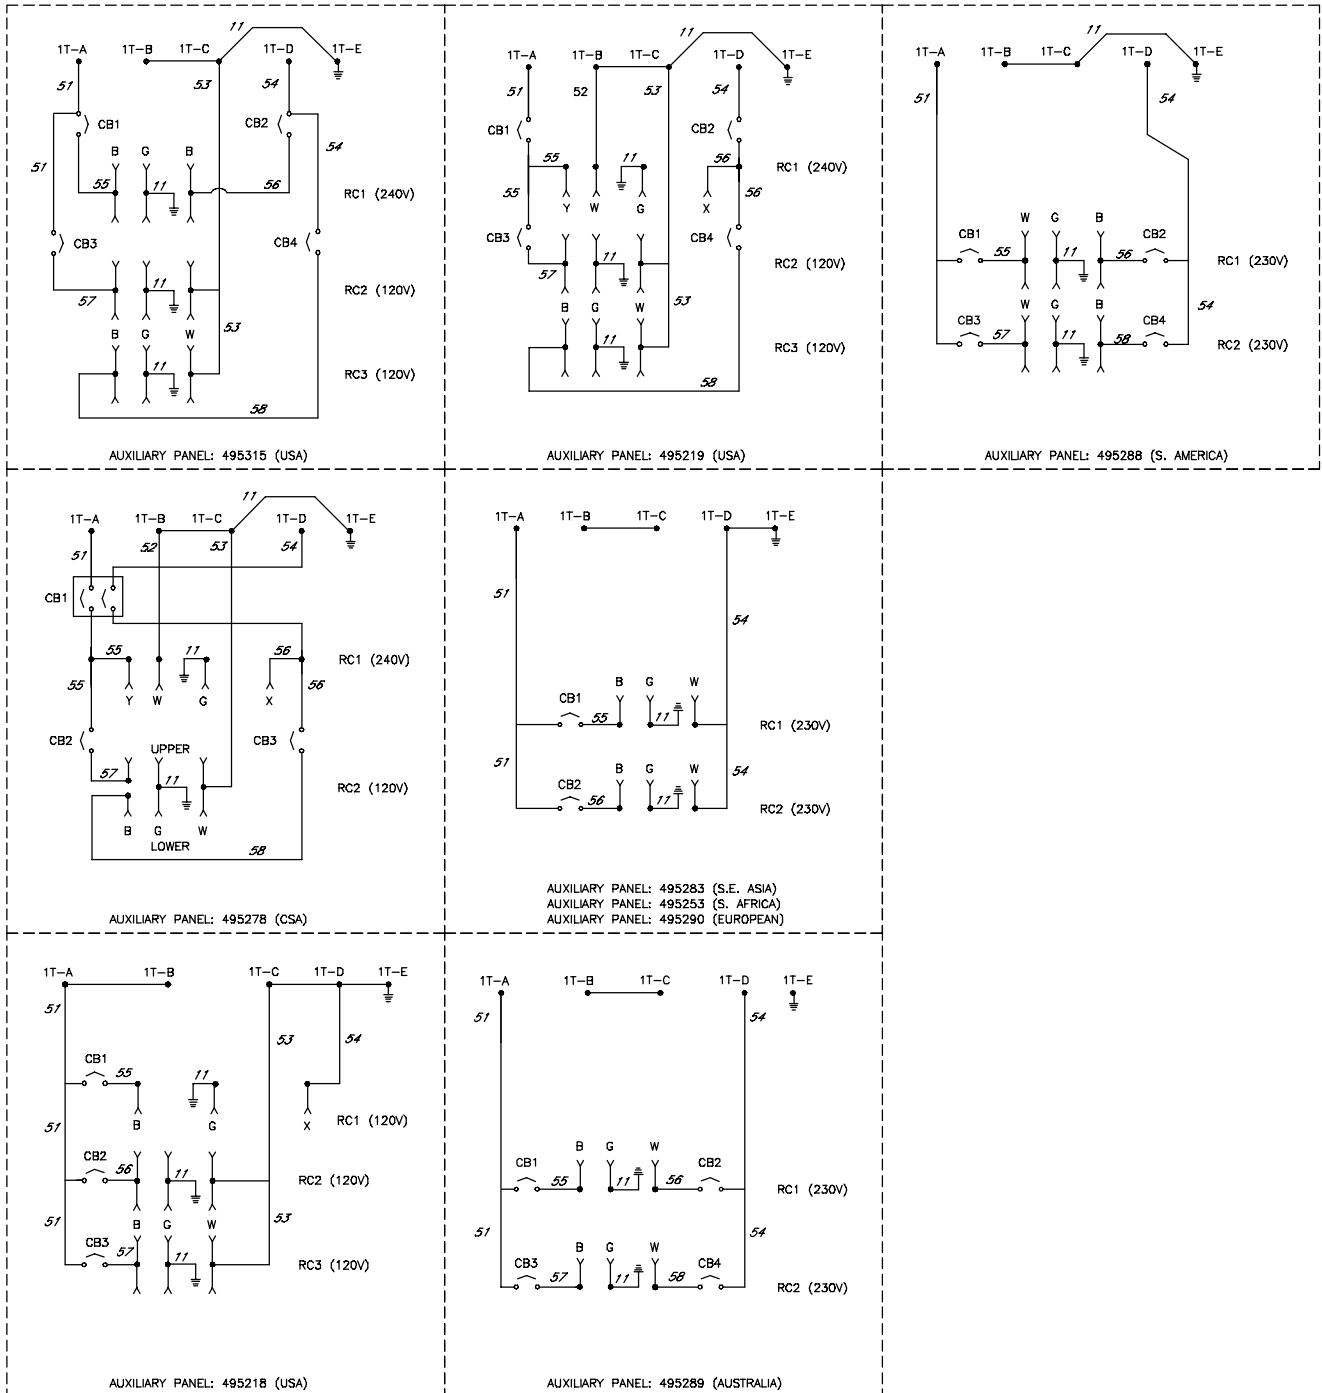 11
1T-A 1T-B 1T-C 1T-D 1T-E
51 53 54
CB1 CB2
51 54
B G B
55 11 56 RC1 (240V)
CB3 CB4
57 11 RC2 (120V)
53
B G W
11 RC3 (120V)
58
AUXILIARY PANEL: 495315 (USA)
11
1T-A 1T-B 1T-C 1T-D 1T-E
51 52 53 54
CB1 CB2
55 11 56 RC1 (240V)
55 56
Y W G X
CB3 CB4
57 11 RC2 (120V)
53
B G W
11 RC3 (120V)
58
AUXILIARY PANEL: 495219 (USA)
11
1T-A 1T-B 1T-C 1T-D 1T-E
51 54
W G B
CB1 CB2
55 11 56 RC1 (230V)
W G B 54
CB3 CB4
57 11 58 RC2 (230V)
AUXILIARY PANEL: 495288 (S. AMERICA)
11
1T-A 1T-B 1T-C 1T-D 1T-E
51 52 53 54
CB1
55 11 56 RC1 (240V)
55 56
Y W G X
CB2 CB3
UPPER
57 11 RC2 (120V)
B G W
LOWER
58
AUXILIARY PANEL: 495278 (CSA)
1T-A 1T-B 1T-C 1T-D 1T-E
51
54
B G W
CB1
55 11 RC1 (230V)
51 54
B G W
CB2
56 11 RC2 (230V)
AUXILIARY PANEL: 495283 (S.E. ASIA)
AUXILIARY PANEL: 495253 (S. AFRICA)
AUXILIARY PANEL: 495290 (EUROPEAN)
1T-A 1T-B 1T-C 1T-D 1T-E
51
53 54
CB1
55 11
B G X RC1 (120V)
51
CB2
56 11 RC2 (120V)
51 53
B G W
CB3
57 11 RC3 (120V)
AUXILIARY PANEL: 495218 (USA)
1T-A 1T-B 1T-C 1T-D 1T-E
51 54
B G W
CB1 CB2
55 11 56 RC1 (230V)
51 54
B G W
CB3 CB4
57 11 58 RC2 (230V)
AUXILIARY PANEL: 495289 (AUSTRALIA)